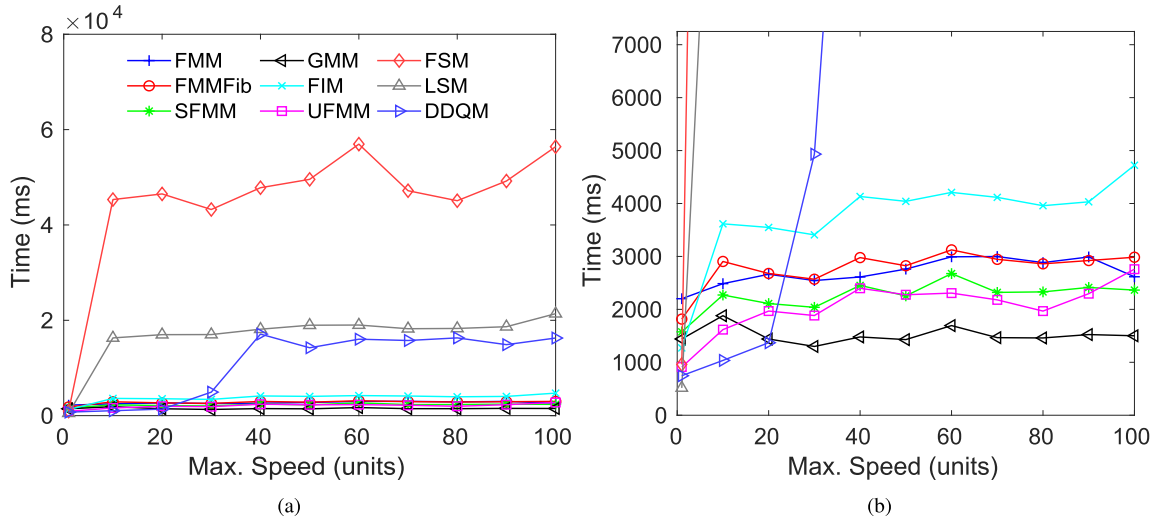 × 10^4
8
6
4
2
0
Time (ms)
FMM GMM FSM
FMMFib FIM LSM
SFMM UFMM DDQM
0 20 40 60 80 100
Max. Speed (units)
(a)
7000
6000
5000
4000
3000
2000
1000
0
Time (ms)
0 20 40 60 80 100
Max. Speed (units)
(b)